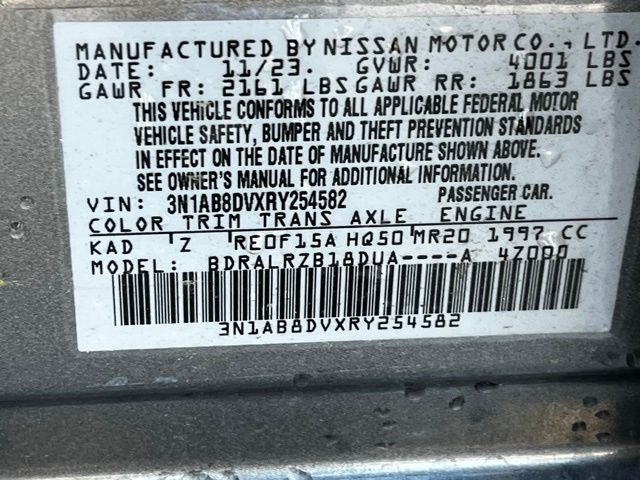 MANUFACTURED BY NISSAN MOTOR CO., LTD.
DATE: 11/23. GVWR: 4001 LBS
GAWR FR: 2161 LBS GAWR RR: 1863 LBS
THIS VEHICLE CONFORMS TO ALL APPLICABLE FEDERAL MOTOR
VEHICLE SAFETY, BUMPER AND THEFT PREVENTION STANDARDS
IN EFFECT ON THE DATE OF MANUFACTURE SHOWN ABOVE.
SEE OWNER'S MANUAL FOR ADDITIONAL INFORMATION.
VIN: 3N1AB8DVXRY254582 PASSENGER CAR.
COLOR TRIM TRANS AXLE ENGINE
KAD Z RE0F15A HQ50 MR20 1997 CC
MODEL: BDRALRZB18DUA----A 4Z000
3N1AB8DVXRY254582